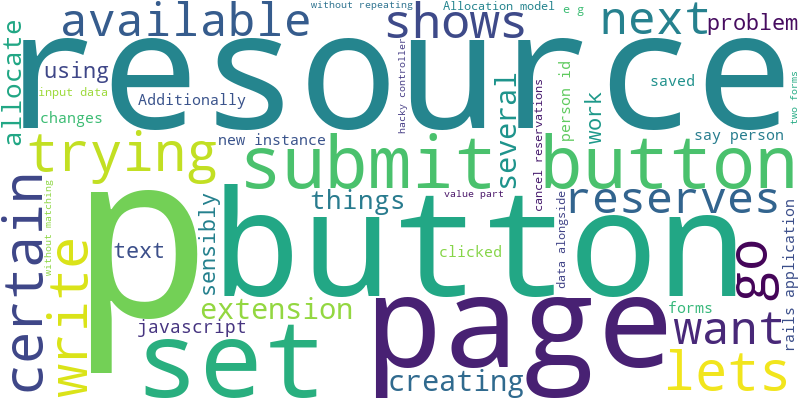 without repeating
Allocation model
e g
available
shows
next
problem
resource
allocate
using
input data
Additionally
changes
hacky controller
several
cancel reservations
person id
work
saved
two forms
new instance
say person
trying
submit button
certain
write
without matching
p
text
sensibly
things
button
value part
clicked
reserves
data alongside
go
rails application
extension
javascript
set
page
creating
forms
want
lets